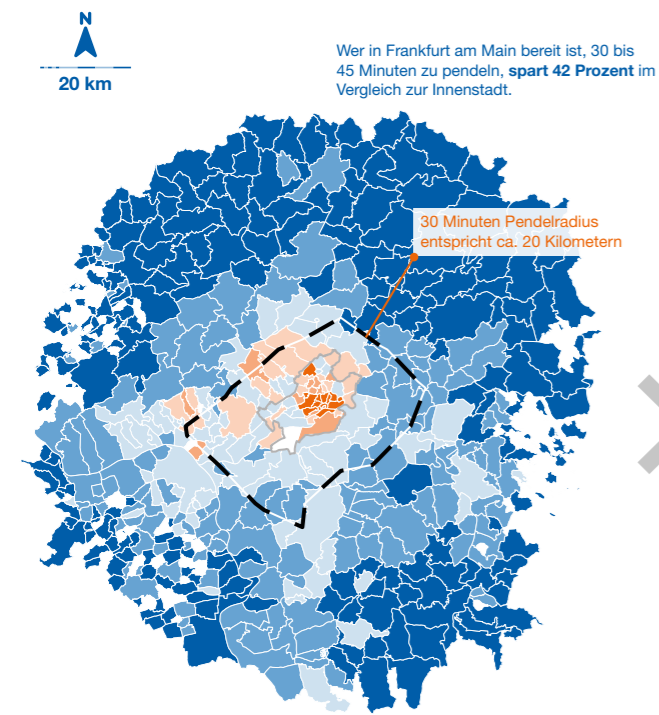 N
20 km
Wer in Frankfurt am Main bereit ist, 30 bis
45 Minuten zu pendeln, spart 42 Prozent im
Vergleich zur Innenstadt.
30 Minuten Pendelradius
entspricht ca. 20 Kilometern